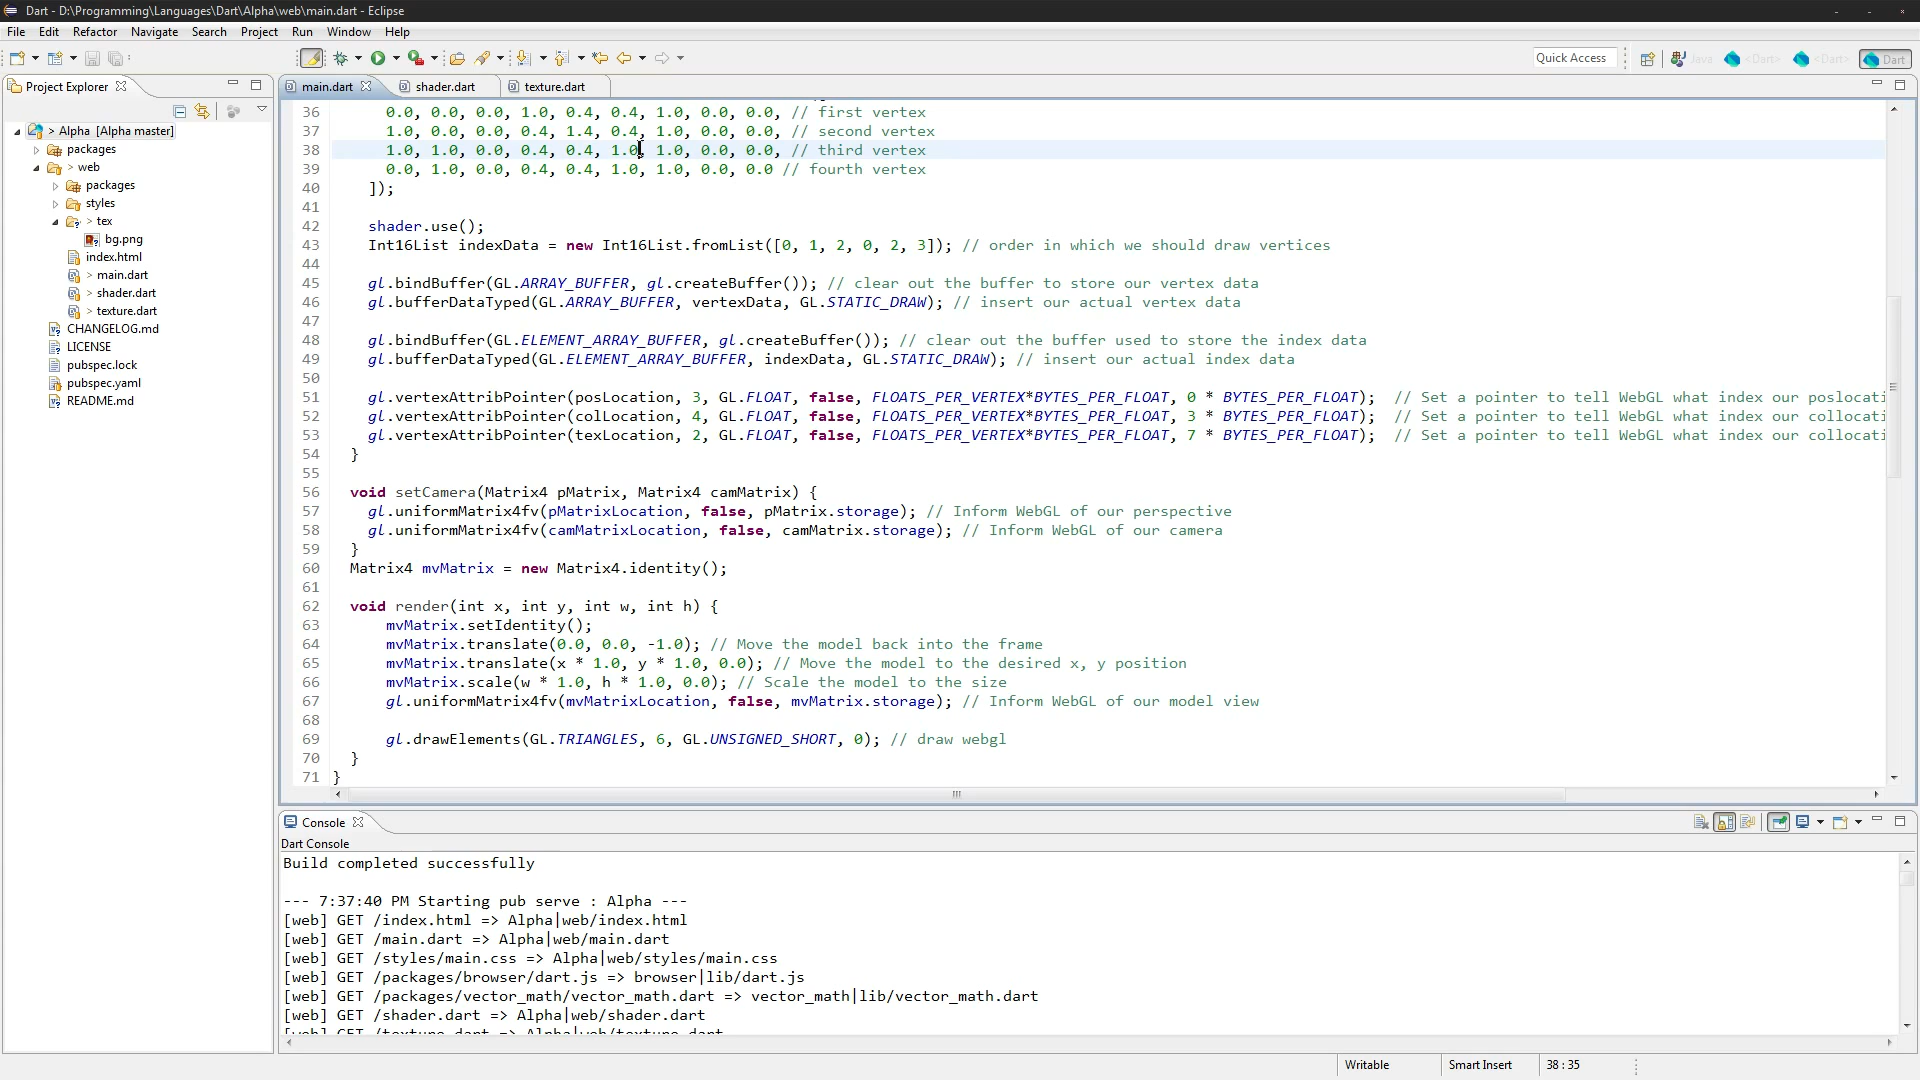 Dart - D:\Programming\Languages\Dart\Alpha\web\main.dart - Eclipse
File Edit Refactor Navigate Search Project Run Window Help
Quick Access
Java
<Dart>
<Dart>
Dart
Project Explorer
> Alpha [Alpha master]
packages
> web
packages
styles
> tex
bg.png
index.html
> main.dart
> shader.dart
> texture.dart
CHANGELOG.md
LICENSE
pubspec.lock
pubspec.yaml
README.md
main.dart shader.dart texture.dart
36 0.0, 0.0, 0.0, 1.0, 0.4, 0.4, 1.0, 0.0, 0.0, // first vertex
37 1.0, 0.0, 0.0, 0.4, 1.4, 0.4, 1.0, 0.0, 0.0, // second vertex
38 1.0, 1.0, 0.0, 0.4, 0.4, 1.0, 1.0, 0.0, 0.0, // third vertex
39 0.0, 1.0, 0.0, 0.4, 0.4, 1.0, 1.0, 0.0, 0.0 // fourth vertex
40 ]);
41
42 shader.use();
43 Int16List indexData = new Int16List.fromList([0, 1, 2, 0, 2, 3]); // order in which we should draw vertices
44
45 gl.bindBuffer(GL.ARRAY_BUFFER, gl.createBuffer()); // clear out the buffer to store our vertex data
46 gl.bufferDataTyped(GL.ARRAY_BUFFER, vertexData, GL.STATIC_DRAW); // insert our actual vertex data
47
48 gl.bindBuffer(GL.ELEMENT_ARRAY_BUFFER, gl.createBuffer()); // clear out the buffer used to store the index data
49 gl.bufferDataTyped(GL.ELEMENT_ARRAY_BUFFER, indexData, GL.STATIC_DRAW); // insert our actual index data
50
51 gl.vertexAttribPointer(posLocation, 3, GL.FLOAT, false, FLOATS_PER_VERTEX*BYTES_PER_FLOAT, 0 * BYTES_PER_FLOAT); // Set a pointer to tell WebGL what index our poslocati
52 gl.vertexAttribPointer(colLocation, 4, GL.FLOAT, false, FLOATS_PER_VERTEX*BYTES_PER_FLOAT, 3 * BYTES_PER_FLOAT); // Set a pointer to tell WebGL what index our collocati
53 gl.vertexAttribPointer(texLocation, 2, GL.FLOAT, false, FLOATS_PER_VERTEX*BYTES_PER_FLOAT, 7 * BYTES_PER_FLOAT); // Set a pointer to tell WebGL what index our collocati
54 }
55
56 void setCamera(Matrix4 pMatrix, Matrix4 camMatrix) {
57 gl.uniformMatrix4fv(pMatrixLocation, false, pMatrix.storage); // Inform WebGL of our perspective
58 gl.uniformMatrix4fv(camMatrixLocation, false, camMatrix.storage); // Inform WebGL of our camera
59 }
60 Matrix4 mvMatrix = new Matrix4.identity();
61
62 void render(int x, int y, int w, int h) {
63 mvMatrix.setIdentity();
64 mvMatrix.translate(0.0, 0.0, -1.0); // Move the model back into the frame
65 mvMatrix.translate(x * 1.0, y * 1.0, 0.0); // Move the model to the desired x, y position
66 mvMatrix.scale(w * 1.0, h * 1.0, 0.0); // Scale the model to the size
67 gl.uniformMatrix4fv(mvMatrixLocation, false, mvMatrix.storage); // Inform WebGL of our model view
68
69 gl.drawElements(GL.TRIANGLES, 6, GL.UNSIGNED_SHORT, 0); // draw webgl
70 }
71 }
Console
Dart Console
Build completed successfully
--- 7:37:40 PM Starting pub serve : Alpha ---
[web] GET /index.html => Alpha|web/index.html
[web] GET /main.dart => Alpha|web/main.dart
[web] GET /styles/main.css => Alpha|web/styles/main.css
[web] GET /packages/browser/dart.js => browser|lib/dart.js
[web] GET /packages/vector_math/vector_math.dart => vector_math|lib/vector_math.dart
[web] GET /shader.dart => Alpha|web/shader.dart
[web] GET /texture.dart => Alpha|web/texture.dart
Writable Smart Insert 38 : 35